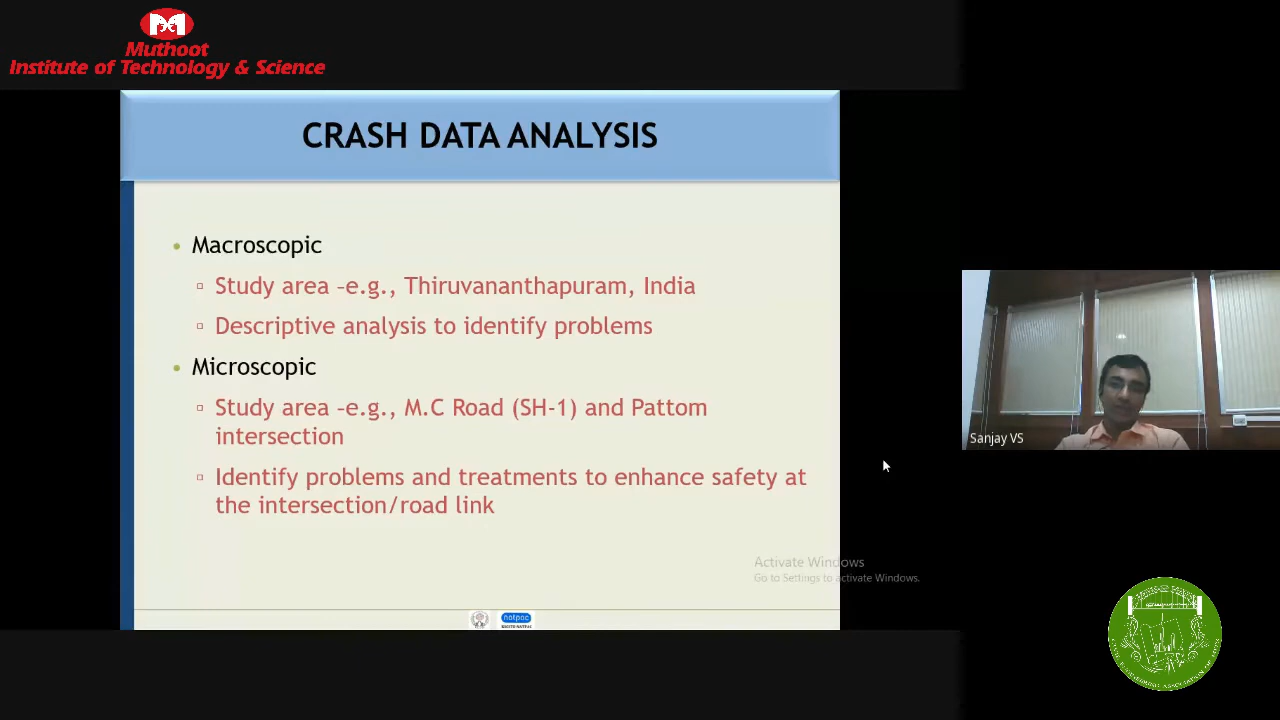 Muthoot
Institute of Technology & Science
CRASH DATA ANALYSIS
• Macroscopic
▫ Study area –e.g., Thiruvananthapuram, India
▫ Descriptive analysis to identify problems
• Microscopic
▫ Study area –e.g., M.C Road (SH-1) and Pattom
intersection
▫ Identify problems and treatments to enhance safety at
the intersection/road link
Sanjay VS
Activate Windows
Go to Settings to activate Windows.
natpac